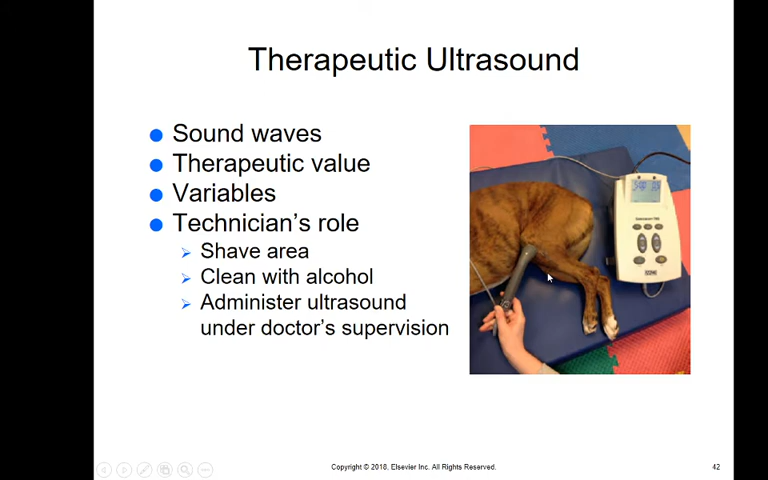 Therapeutic Ultrasound
Sound waves
Therapeutic value
Variables
Technician's role
Shave area
Clean with alcohol
Administer ultrasound
under doctor's supervision
Copyright © 2018, Elsevier Inc. All Rights Reserved.
42